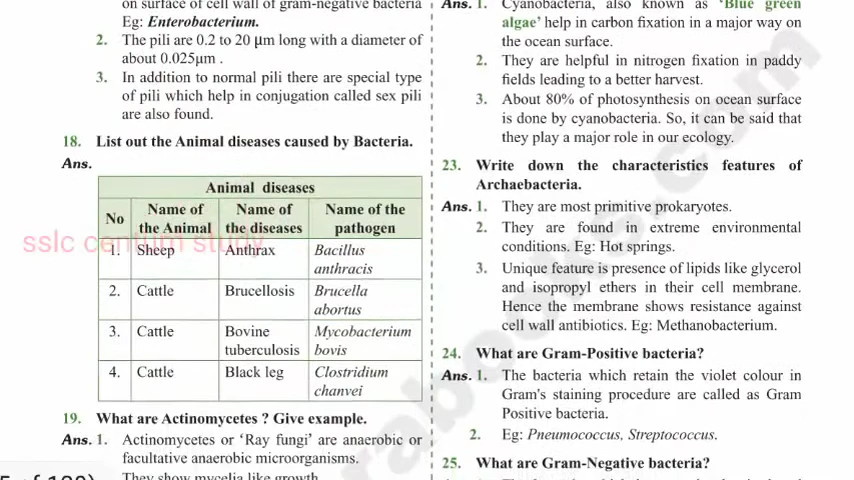 on surface of cell wall of gram-negative bacteria
Eg: Enterobacterium.
2. The pili are 0.2 to 20 μm long with a diameter of
about 0.025μm .
3. In addition to normal pili there are special type
of pili which help in conjugation called sex pili
are also found.
18. List out the Animal diseases caused by Bacteria.
Ans.
Animal diseases
No Name of the Animal Name of the diseases Name of the pathogen
1. Sheep Anthrax Bacillus anthracis
2. Cattle Brucellosis Brucella abortus
3. Cattle Bovine tuberculosis Mycobacterium bovis
4. Cattle Black leg Clostridium chanvei
sslc centum study
19. What are Actinomycetes ? Give example.
Ans. 1. Actinomycetes or ‘Ray fungi’ are anaerobic or
facultative anaerobic microorganisms.
They show mycelia like growth
Ans. 1. Cyanobacteria, also known as ‘Blue green
algae’ help in carbon fixation in a major way on
the ocean surface.
2. They are helpful in nitrogen fixation in paddy
fields leading to a better harvest.
3. About 80% of photosynthesis on ocean surface
is done by cyanobacteria. So, it can be said that
they play a major role in our ecology.
23. Write down the characteristics features of
Archaebacteria.
Ans. 1. They are most primitive prokaryotes.
2. They are found in extreme environmental
conditions. Eg: Hot springs.
3. Unique feature is presence of lipids like glycerol
and isopropyl ethers in their cell membrane.
Hence the membrane shows resistance against
cell wall antibiotics. Eg: Methanobacterium.
24. What are Gram-Positive bacteria?
Ans. 1. The bacteria which retain the violet colour in
Gram's staining procedure are called as Gram
Positive bacteria.
2. Eg: Pneumococcus, Streptococcus.
25. What are Gram-Negative bacteria?